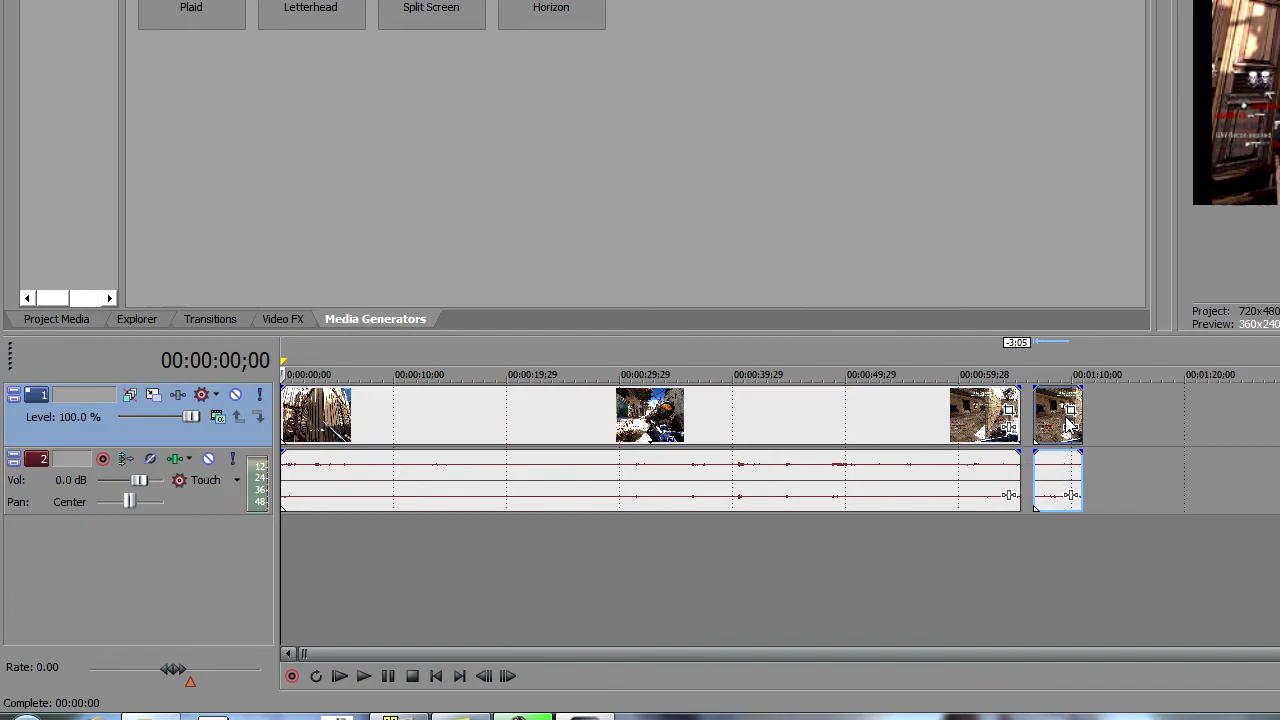 Plaid Letterhead Split Screen Horizon
Project Media Explorer Transitions Video FX Media Generators
Project: 720x480
Preview: 360x240
-3:05
00:00:00;00
00:00:00;00 00:00:10;00 00:00:19;29 00:00:29;29 00:00:39;29 00:00:49;29 00:00:59;28 00:01:10;00 00:01:20;00
1
Level: 100.0 %
2
Vol: 0.0 dB Touch
Pan: Center
12
24
36
48
Rate: 0.00
Complete: 00:00:00